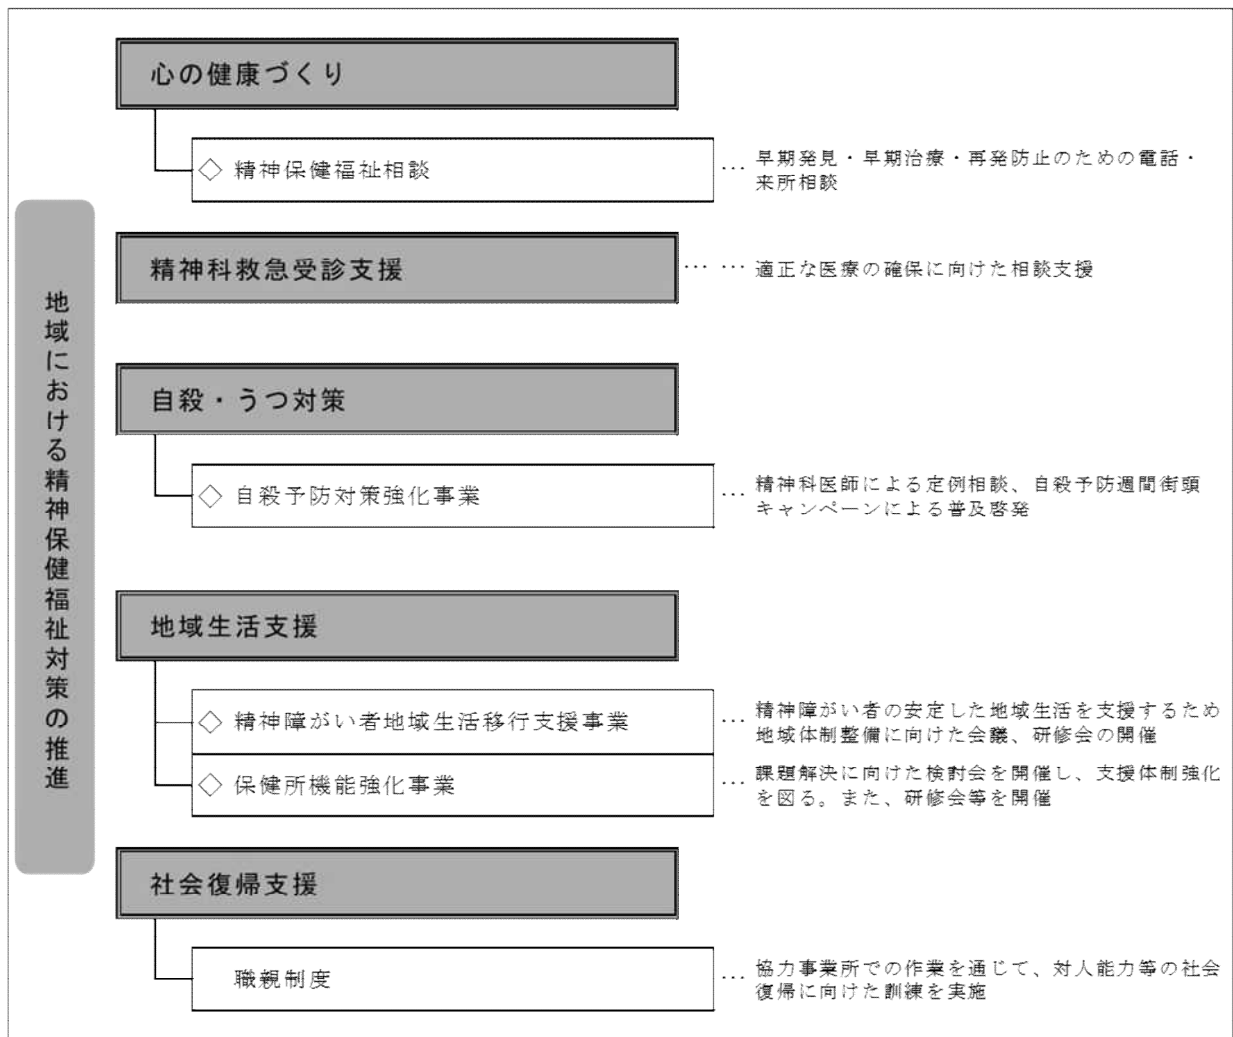 地域における精神保健福祉対策の推進
心の健康づくり
◇ 精神保健福祉相談
… 早期発見・早期治療・再発防止のための電話・
来所相談
精神科救急受診支援
… … 適正な医療の確保に向けた相談支援
自殺・うつ対策
◇ 自殺予防対策強化事業
… 精神科医師による定例相談、自殺予防週間街頭
キャンペーンによる普及啓発
地域生活支援
◇ 精神障がい者地域生活移行支援事業
… 精神障がい者の安定した地域生活を支援するため
地域体制整備に向けた会議、研修会の開催
◇ 保健所機能強化事業
… 課題解決に向けた検討会を開催し、支援体制強化
を図る。また、研修会等を開催
社会復帰支援
職親制度
… 協力事業所での作業を通じて、対人能力等の社会
復帰に向けた訓練を実施